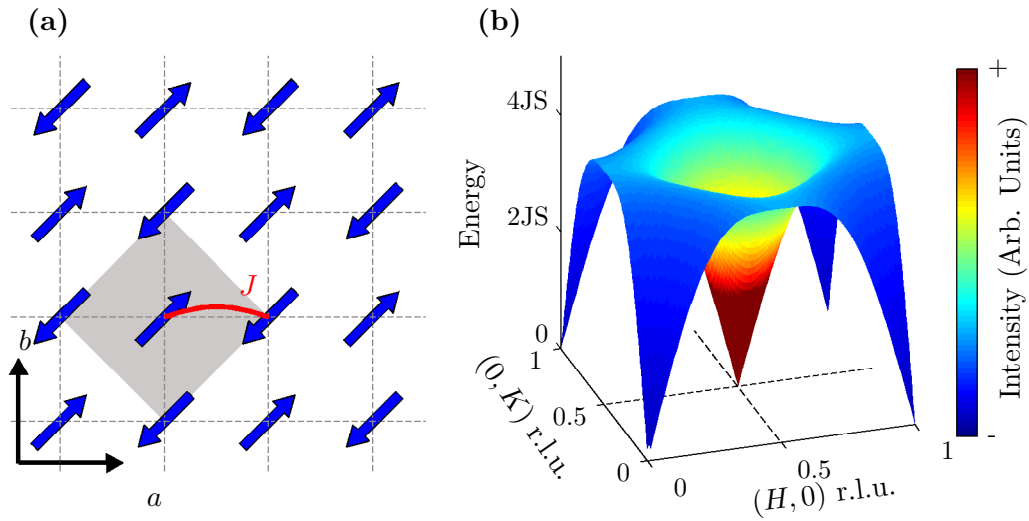 (a)
J
b
a
(b)
4JS
2JS
0
Energy
1
0.5
0
(0, K) r.l.u.
0
0.5
1
(H, 0) r.l.u.
+
-
Intensity (Arb. Units)